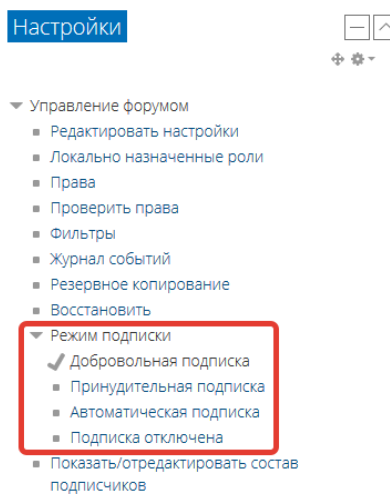 Настройки
Управление форумом
Редактировать настройки
Локально назначенные роли
Права
Проверить права
Фильтры
Журнал событий
Резервное копирование
Восстановить
Режим подписки
Добровольная подписка
Принудительная подписка
Автоматическая подписка
Подписка отключена
Показать/отредактировать состав
подписчиков